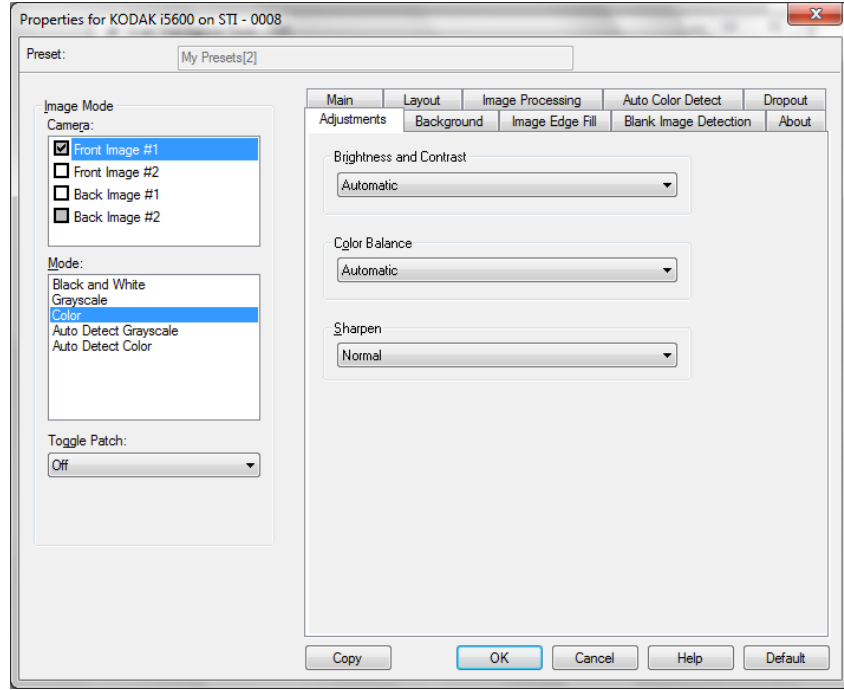 Properties for KODAK i5600 on STI - 0008
Preset:
My Presets[2]
Image Mode
Camera:
Front Image #1
Front Image #2
Back Image #1
Back Image #2
Mode:
Black and White
Grayscale
Color
Auto Detect Grayscale
Auto Detect Color
Toggle Patch:
Off
Main Layout Image Processing Auto Color Detect Dropout
Adjustments Background Image Edge Fill Blank Image Detection About
Brightness and Contrast
Automatic
Color Balance
Automatic
Sharpen
Normal
Copy OK Cancel Help Default